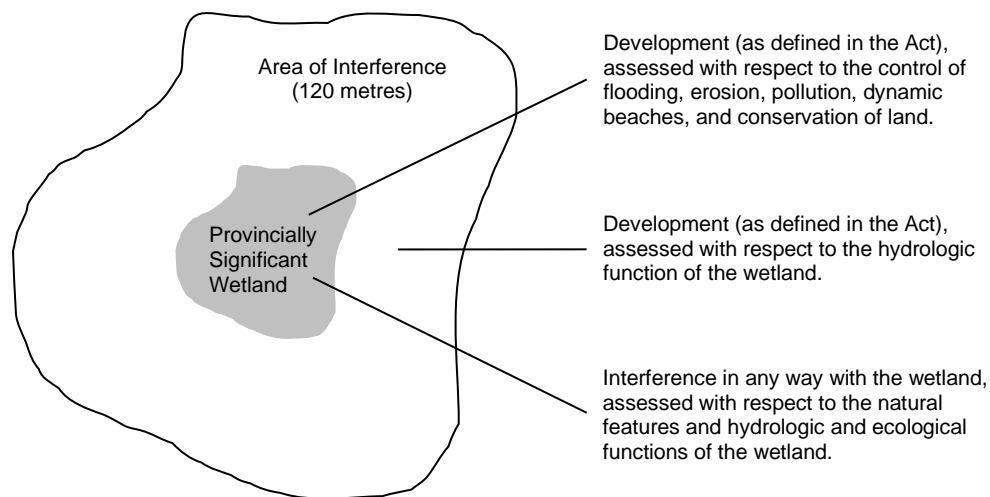 Area of Interference
(120 metres)
Provincially
Significant
Wetland
Development (as defined in the Act),
assessed with respect to the control of
flooding, erosion, pollution, dynamic
beaches, and conservation of land.
Development (as defined in the Act),
assessed with respect to the hydrologic
function of the wetland.
Interference in any way with the wetland,
assessed with respect to the natural
features and hydrologic and ecological
functions of the wetland.